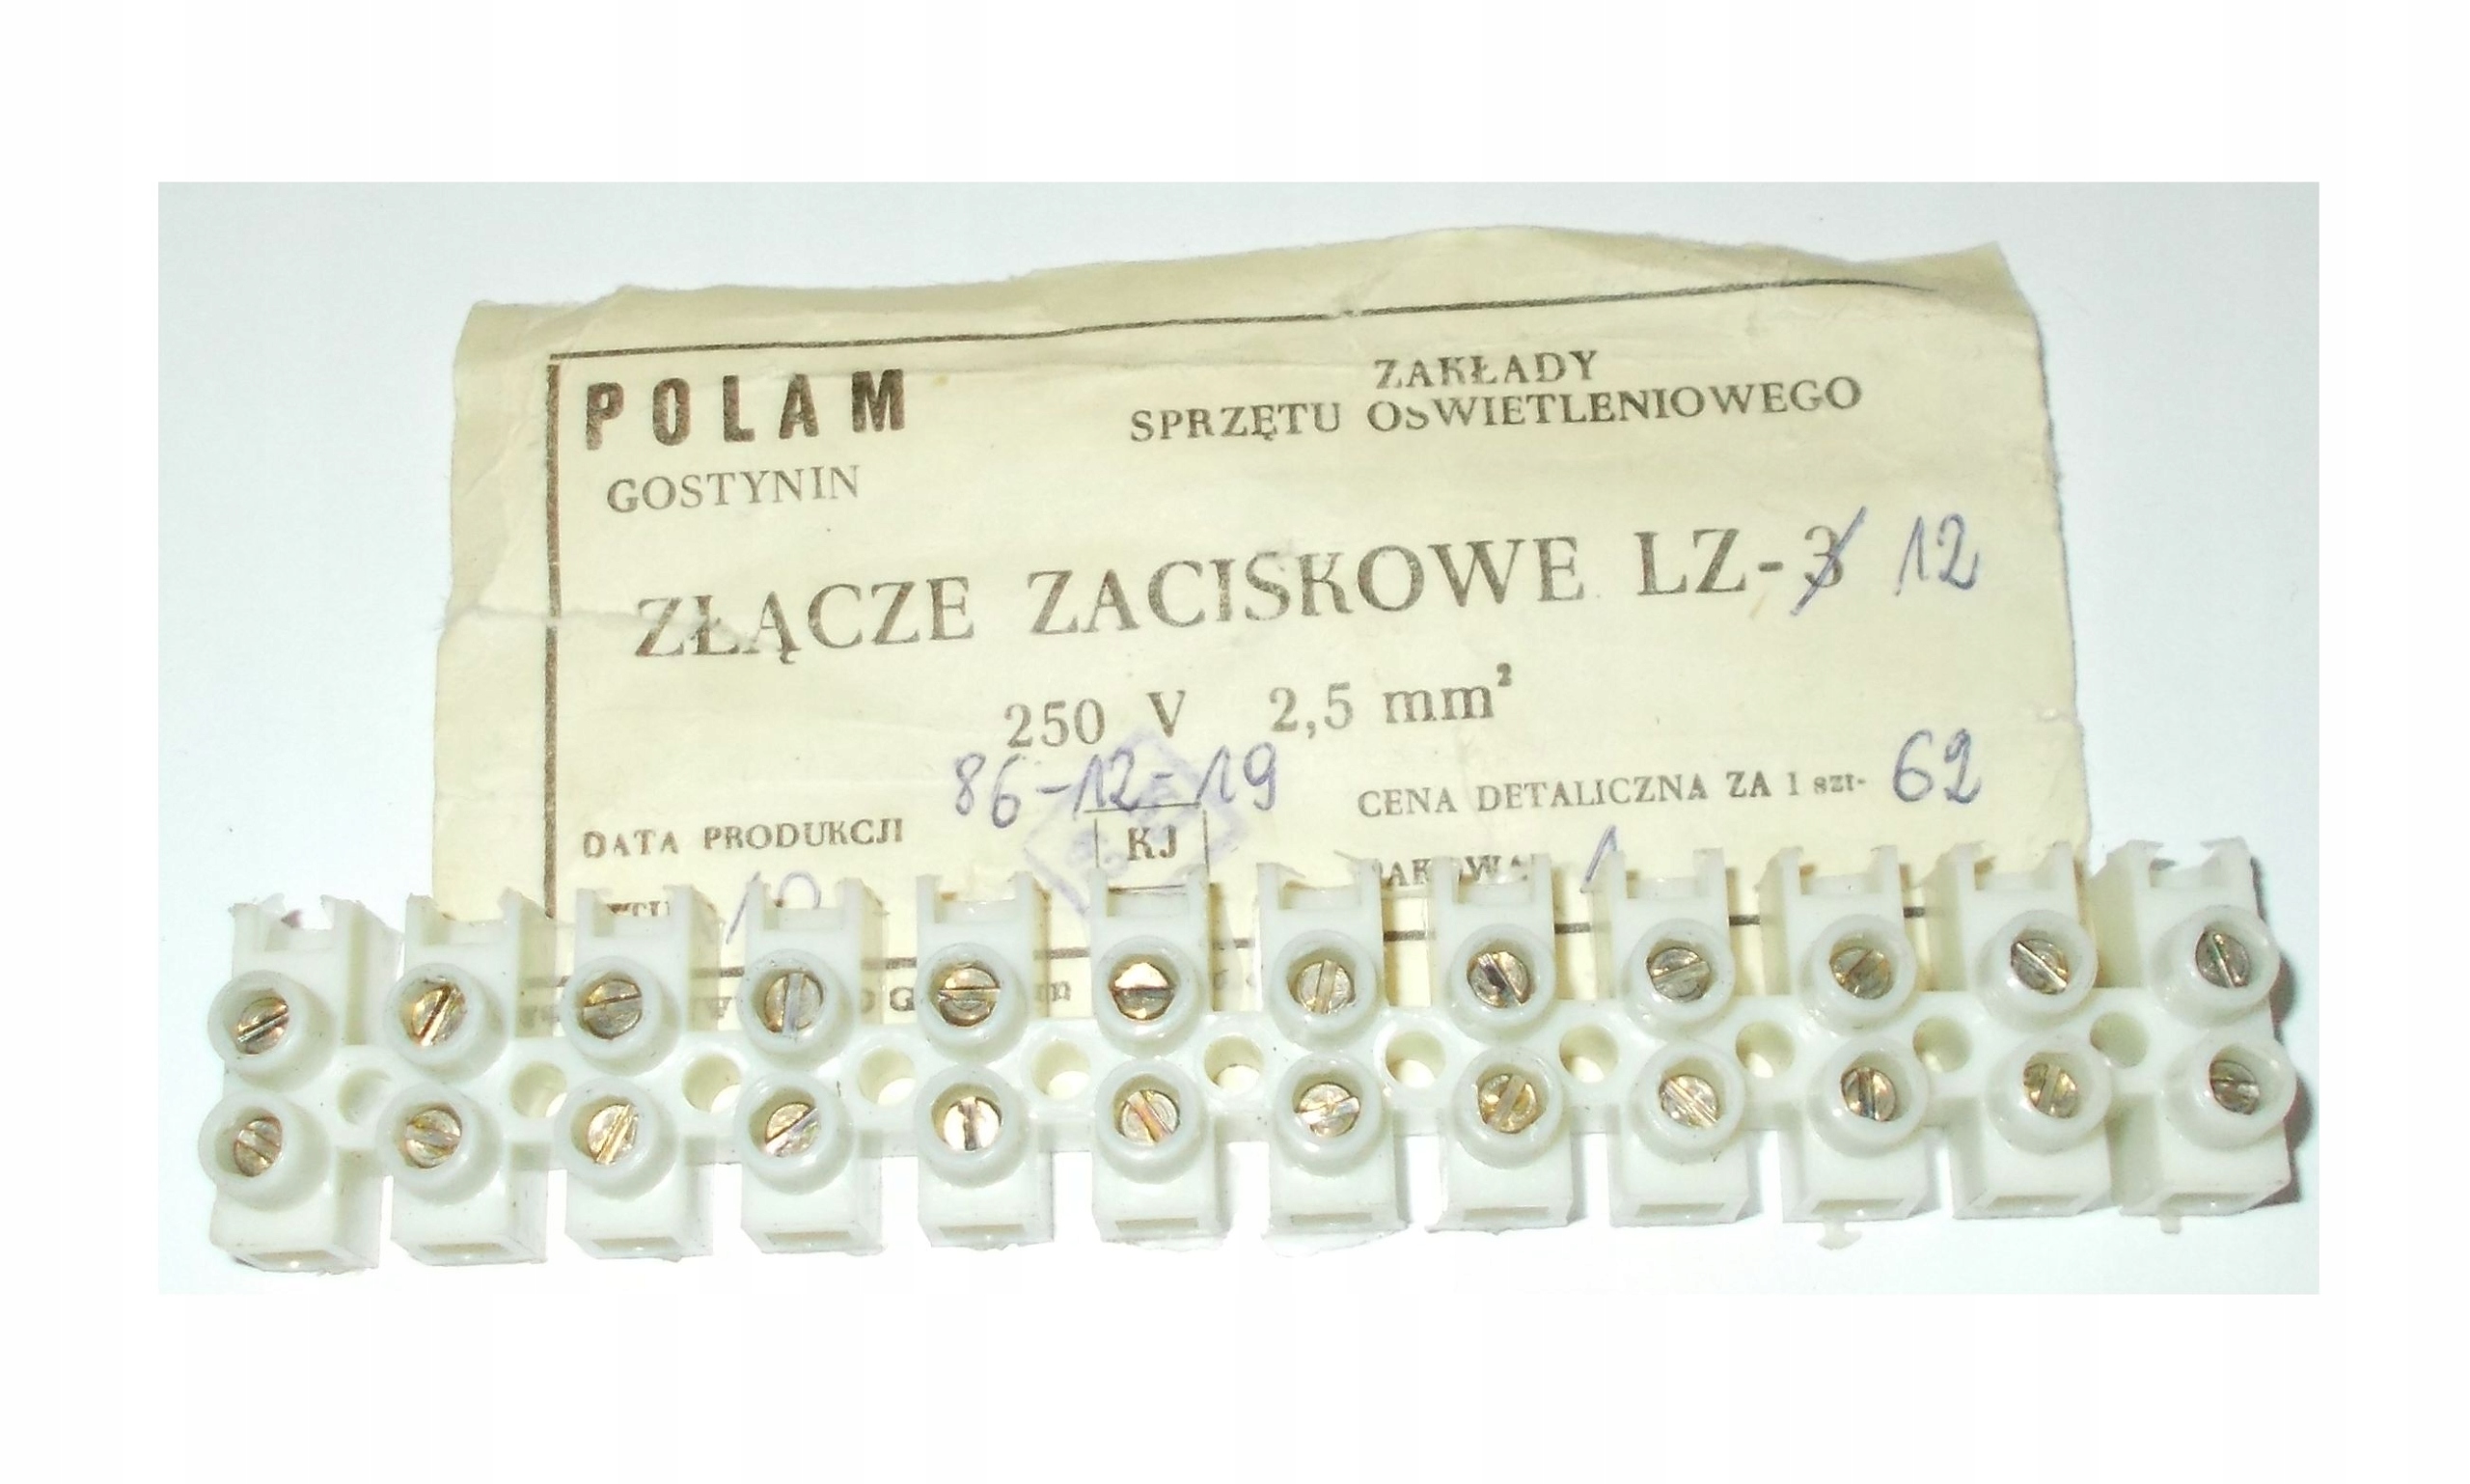 POLAM
GOSTYNIN
ZAKŁADY
SPRZĘTU OŚWIETLENIOWEGO
ZŁĄCZE ZACISKOWE LZ-3 12
250 V 2,5 mm²
DATA PRODUKCJI 86-12-19
KJ
CENA DETALICZNA ZA 1 szt- 62